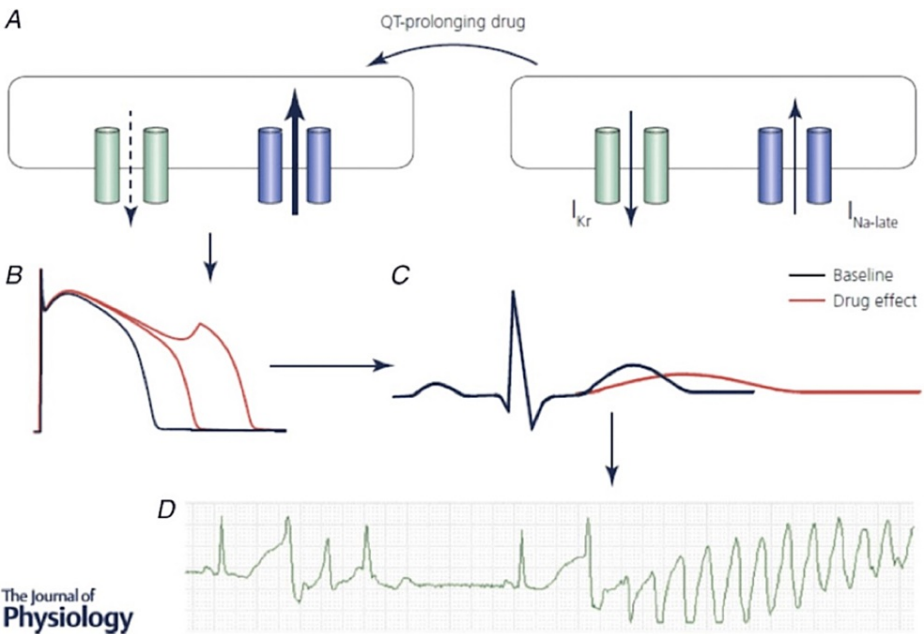 A
QT-prolonging drug
IKr
INa-late
B
C
Baseline
Drug effect
D
The Journal of
Physiology